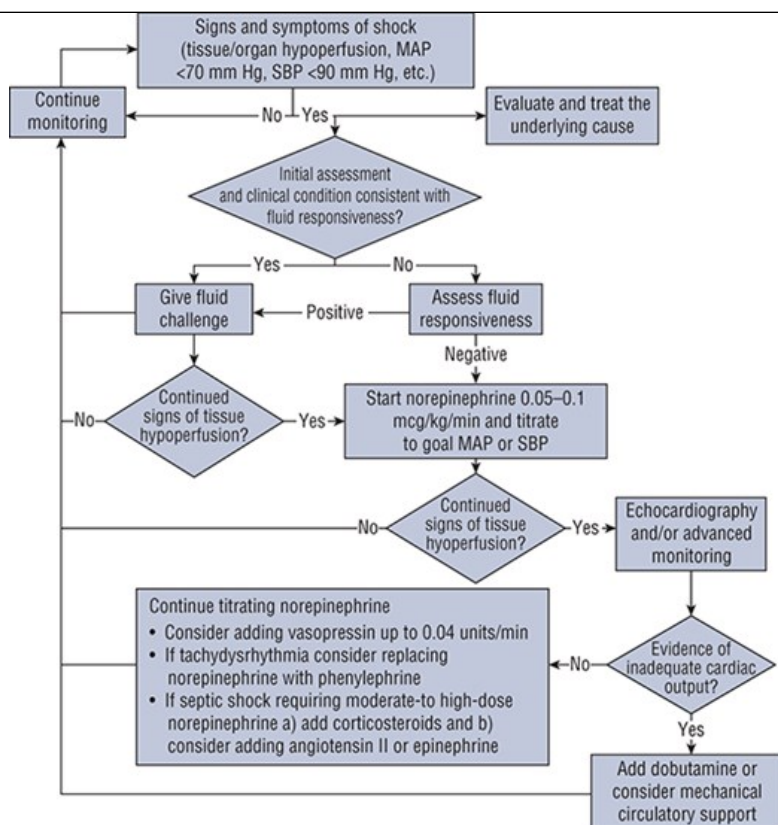 Signs and symptoms of shock
(tissue/organ hypoperfusion, MAP
<70 mm Hg, SBP <90 mm Hg, etc.)
Continue
monitoring
No
Yes
Evaluate and treat the
underlying cause
Initial assessment
and clinical condition consistent with
fluid responsiveness?
Yes
No
Give fluid
challenge
Positive
Assess fluid
responsiveness
Negative
Continued
signs of tissue
hypoperfusion?
No
Yes
Start norepinephrine 0.05–0.1
mcg/kg/min and titrate
to goal MAP or SBP
Continued
signs of tissue
hyoperfusion?
No
Yes
Echocardiography
and/or advanced
monitoring
Continue titrating norepinephrine
• Consider adding vasopressin up to 0.04 units/min
• If tachydysrhythmia consider replacing
norepinephrine with phenylephrine
• If septic shock requiring moderate-to high-dose
norepinephrine a) add corticosteroids and b)
consider adding angiotensin II or epinephrine
No
Evidence of
inadequate cardiac
output?
Yes
Add dobutamine or
consider mechanical
circulatory support